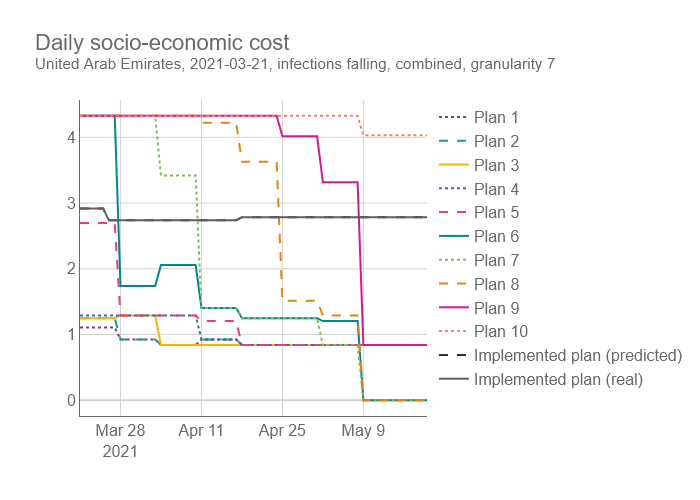 Daily socio-economic cost
United Arab Emirates, 2021-03-21, infections falling, combined, granularity 7
4
3
2
1
0
Mar 28
2021
Apr 11
Apr 25
May 9
Plan 1
Plan 2
Plan 3
Plan 4
Plan 5
Plan 6
Plan 7
Plan 8
Plan 9
Plan 10
Implemented plan (predicted)
Implemented plan (real)